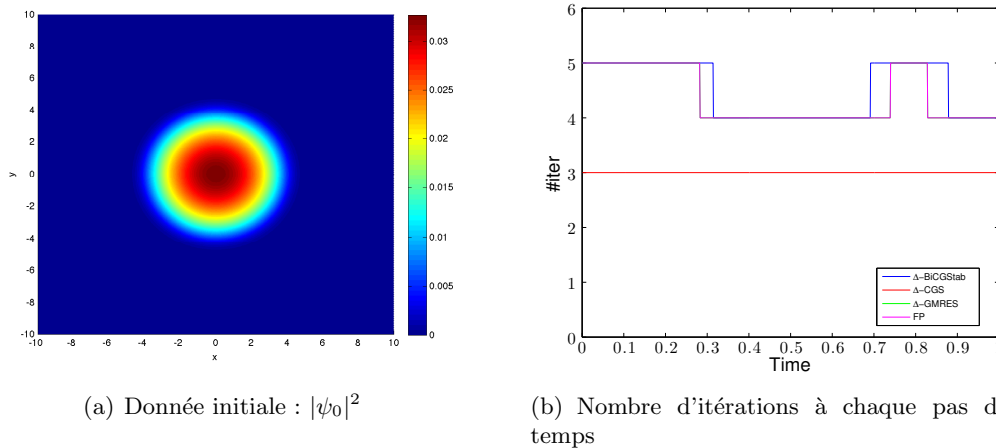 10
8
6
4
2
0
-2
-4
-6
-8
-10
y
-10 -8 -6 -4 -2 0 2 4 6 8 10
x
0.03
0.025
0.02
0.015
0.01
0.005
0
(a) Donnée initiale : |ψ₀|²
6
5
4
3
2
1
0
#iter
0 0.1 0.2 0.3 0.4 0.5 0.6 0.7 0.8 0.9
Time
Δ-BiCGStab
Δ-CGS
Δ-GMRES
FP
(b) Nombre d'itérations à chaque pas d
temps